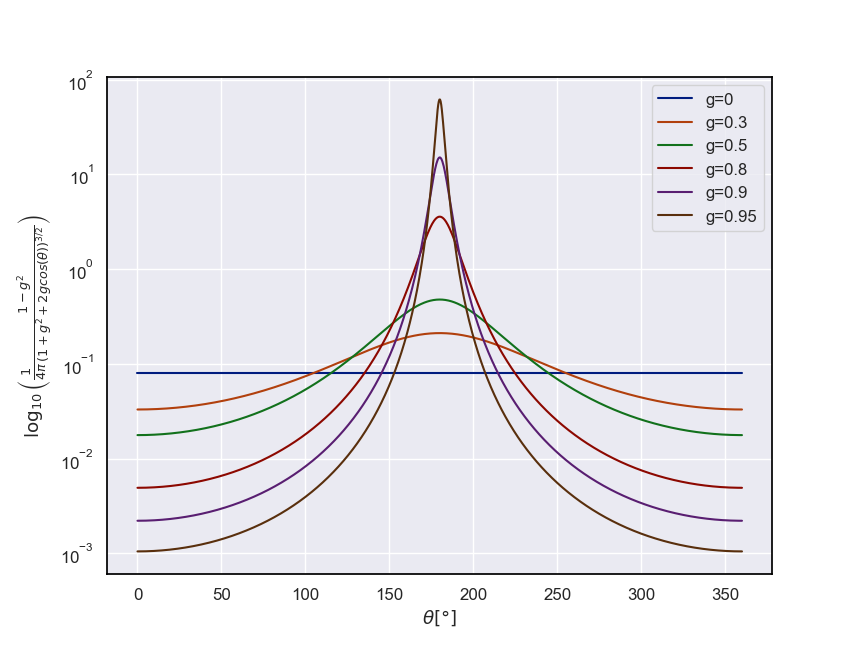 10²
10¹
10⁰
10⁻¹
10⁻²
10⁻³
log₁₀ ( 1/4π (1 − g²)/(1 + g² + 2gcos(θ))^3/2 )
g=0
g=0.3
g=0.5
g=0.8
g=0.9
g=0.95
0 50 100 150 200 250 300 350
θ[°]